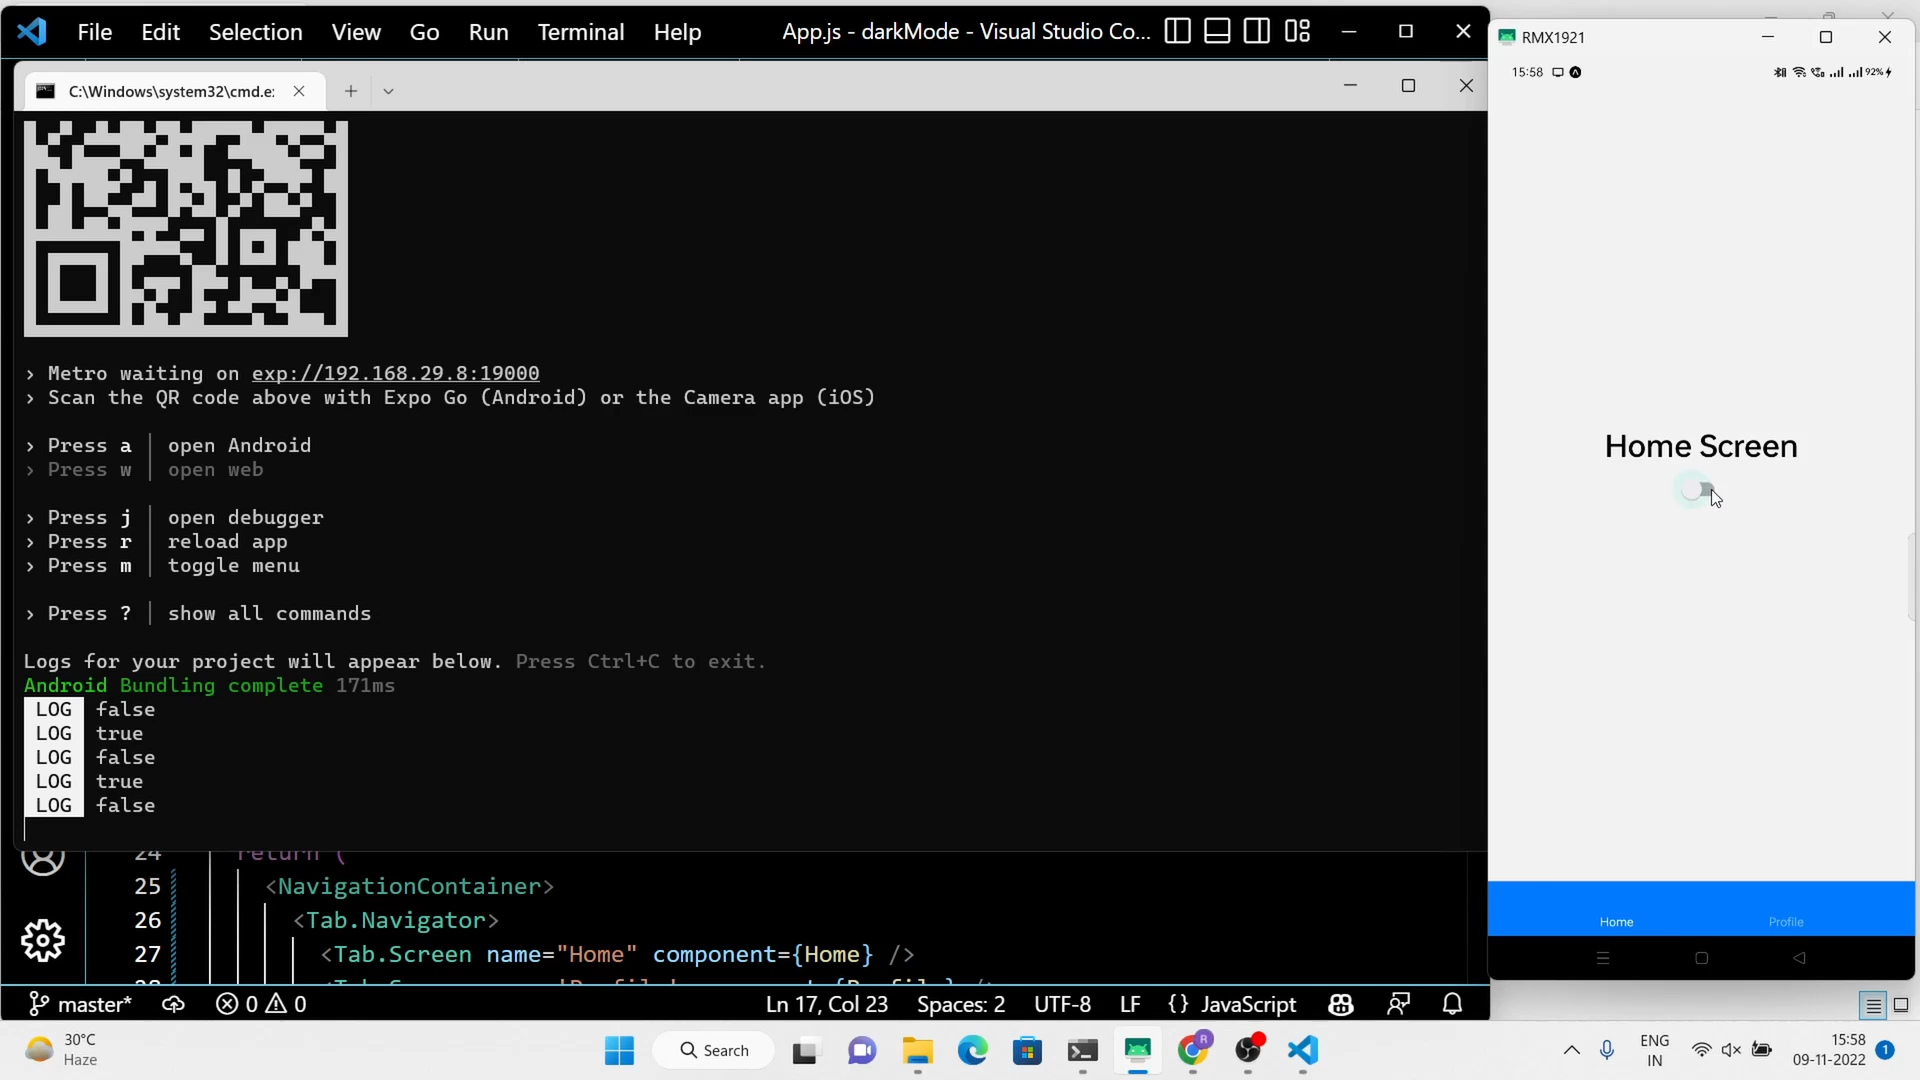 File Edit Selection View Go Run Terminal Help
App.js - darkMode - Visual Studio Co...
C:\Windows\system32\cmd.e:
› Metro waiting on exp://192.168.29.8:19000
› Scan the QR code above with Expo Go (Android) or the Camera app (iOS)
› Press a │ open Android
› Press w │ open web
› Press j │ open debugger
› Press r │ reload app
› Press m │ toggle menu
› Press ? │ show all commands
Logs for your project will appear below. Press Ctrl+C to exit.
Android Bundling complete 171ms
LOG false
LOG true
LOG false
LOG true
LOG false
24 return (
25 <NavigationContainer>
26 <Tab.Navigator>
27 <Tab.Screen name="Home" component={Home} />
master* 0 0 Ln 17, Col 23 Spaces: 2 UTF-8 LF {} JavaScript
RMX1921
15:58 92%
Home Screen
Home Profile
30°C
Haze
Search
ENG
IN
15:58
09-11-2022
1